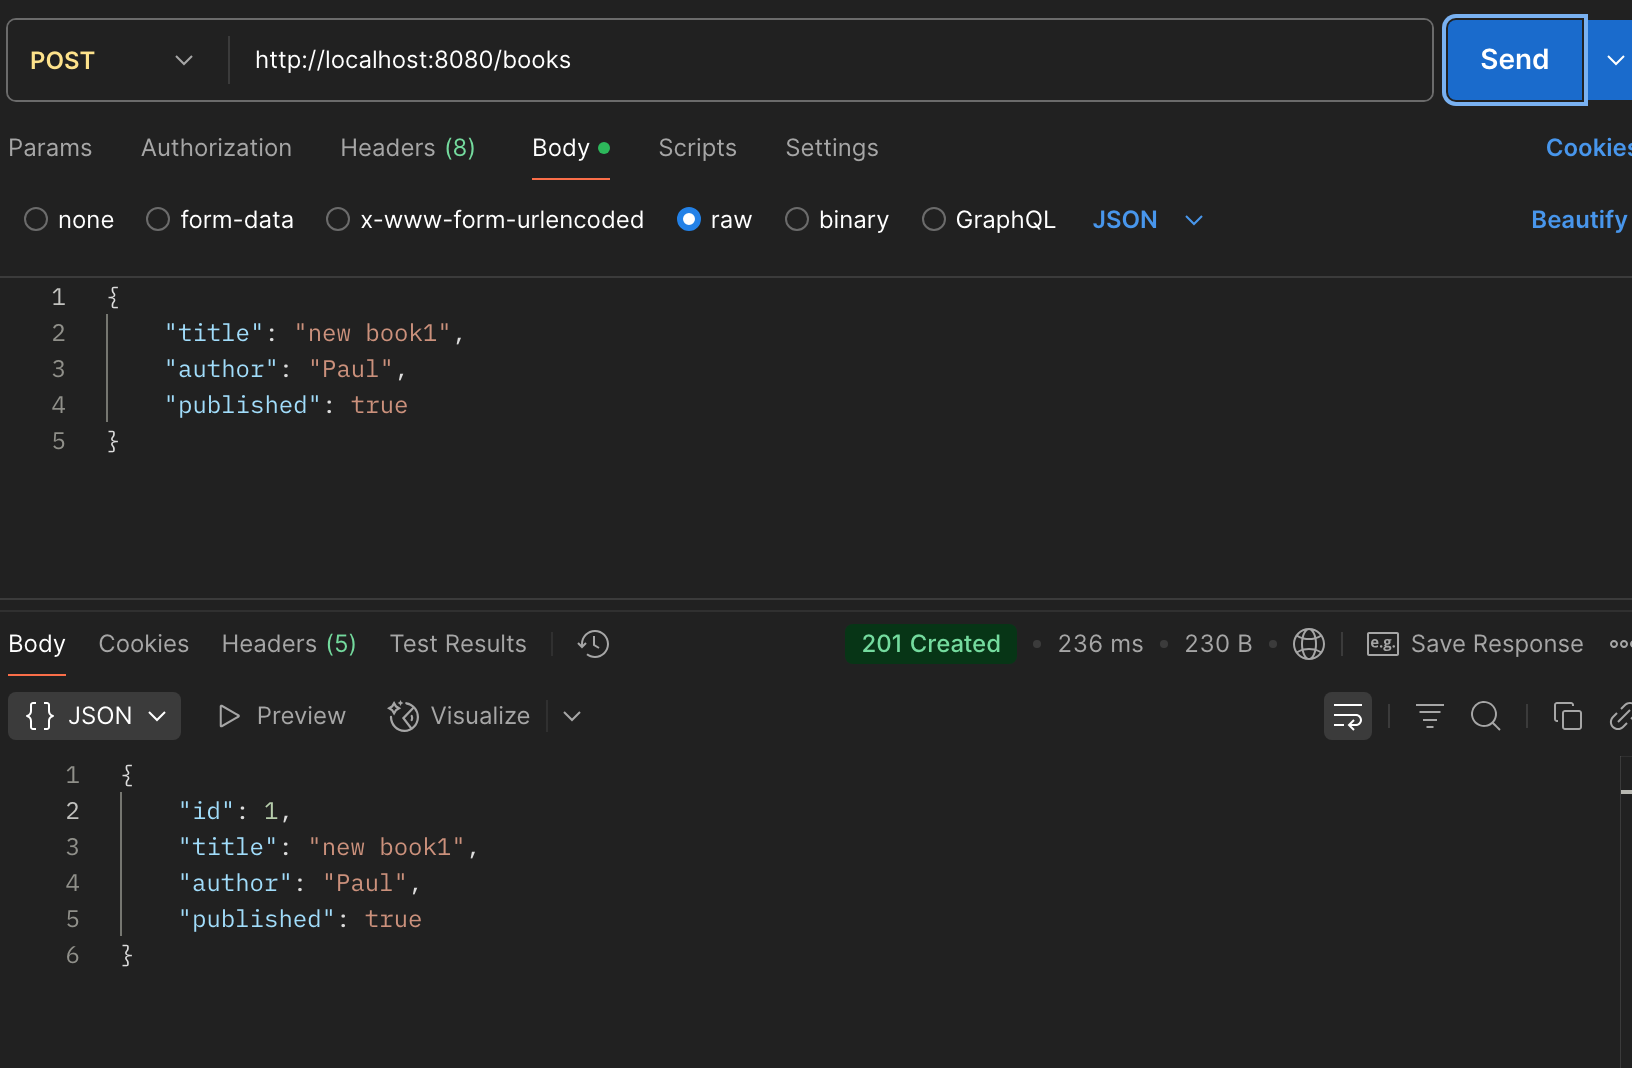 POST http://localhost:8080/books Send
Params Authorization Headers (8) Body Scripts Settings Cookies
none form-data x-www-form-urlencoded raw binary GraphQL JSON Beautify
1 {
2 "title": "new book1",
3 "author": "Paul",
4 "published": true
5 }
Body Cookies Headers (5) Test Results 201 Created 236 ms 230 B e.g. Save Response
{ } JSON Preview Visualize
1 {
2 "id": 1,
3 "title": "new book1",
4 "author": "Paul",
5 "published": true
6 }